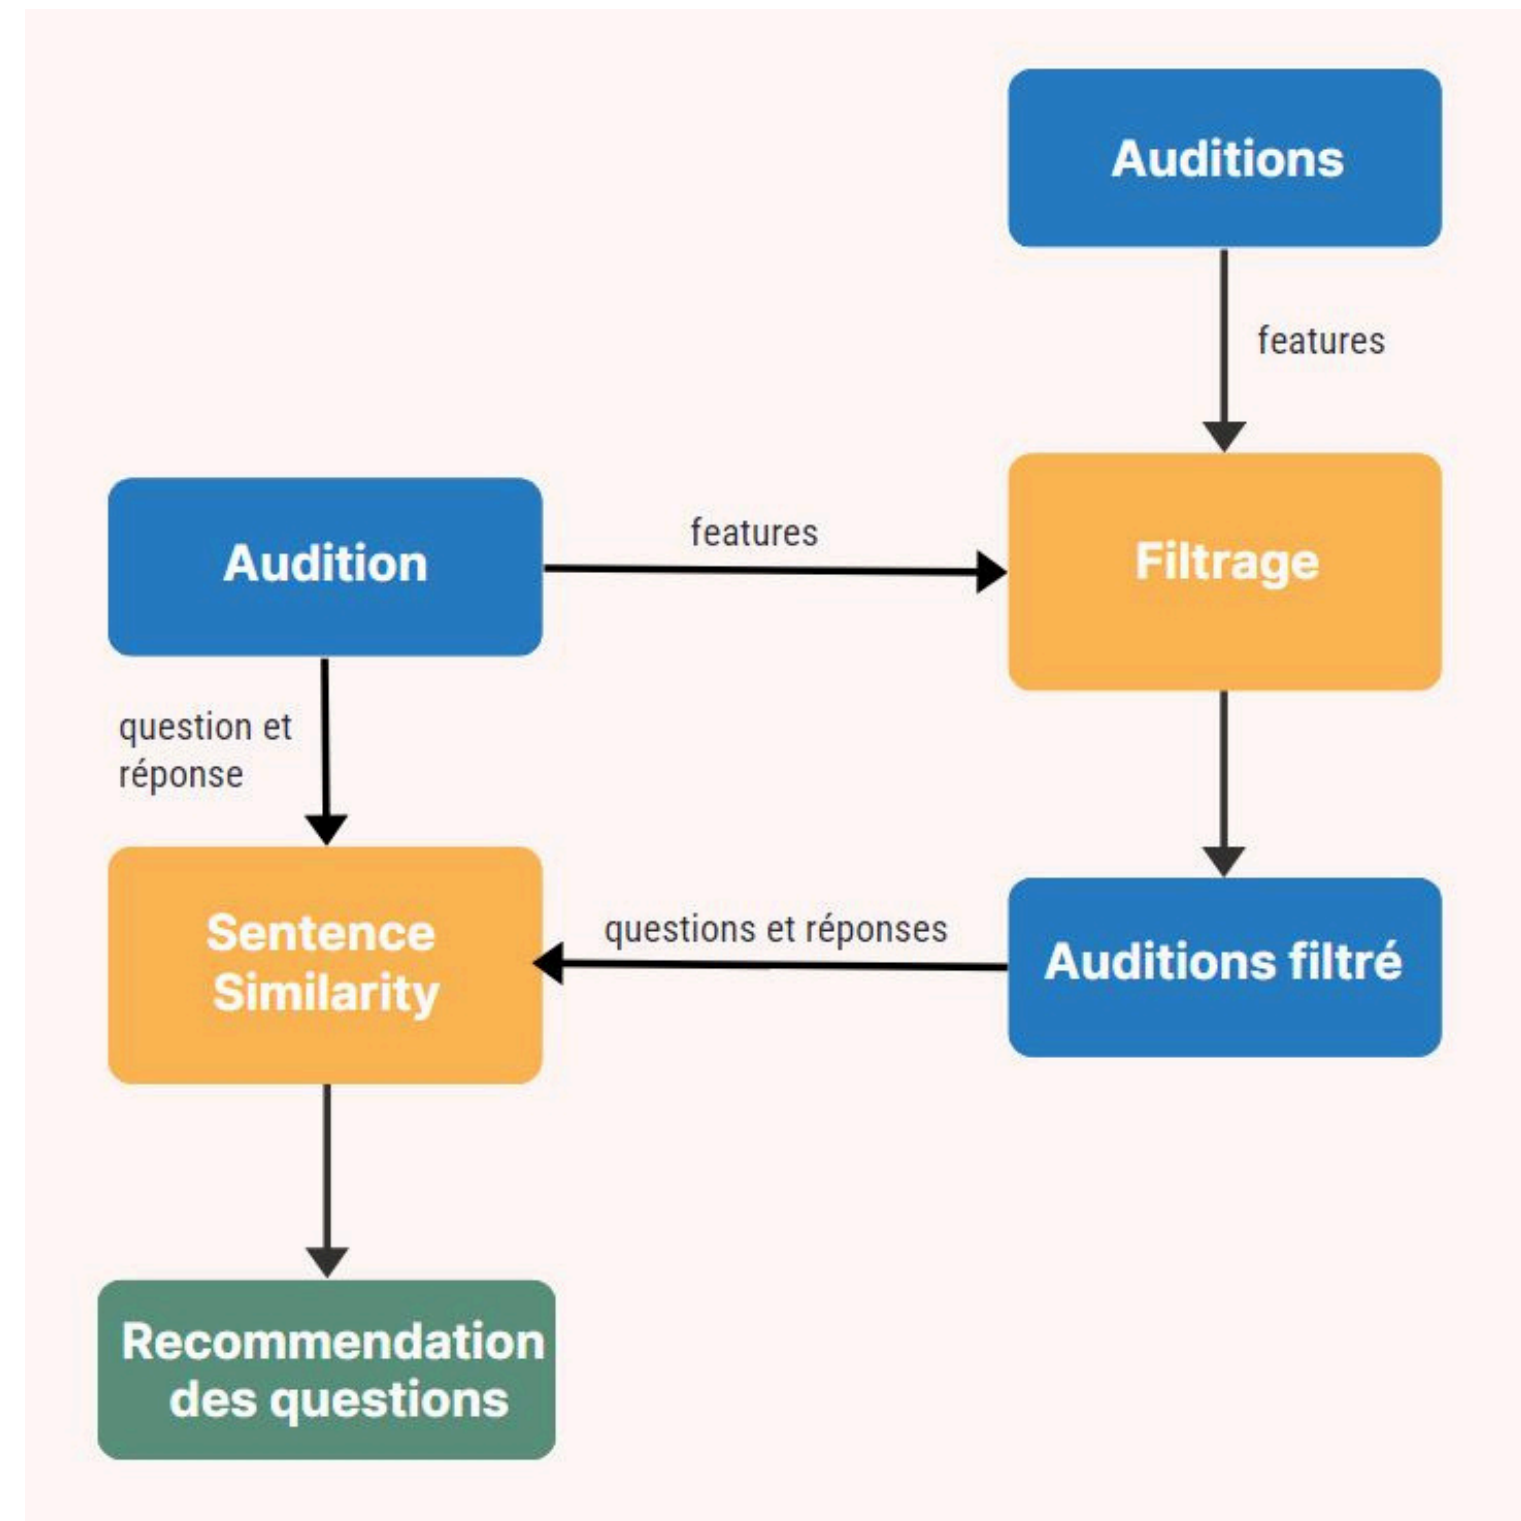 Auditions
features
Audition
features
Filtrage
question et
réponse
Sentence
Similarity
questions et réponses
Auditions filtré
Recommendation
des questions